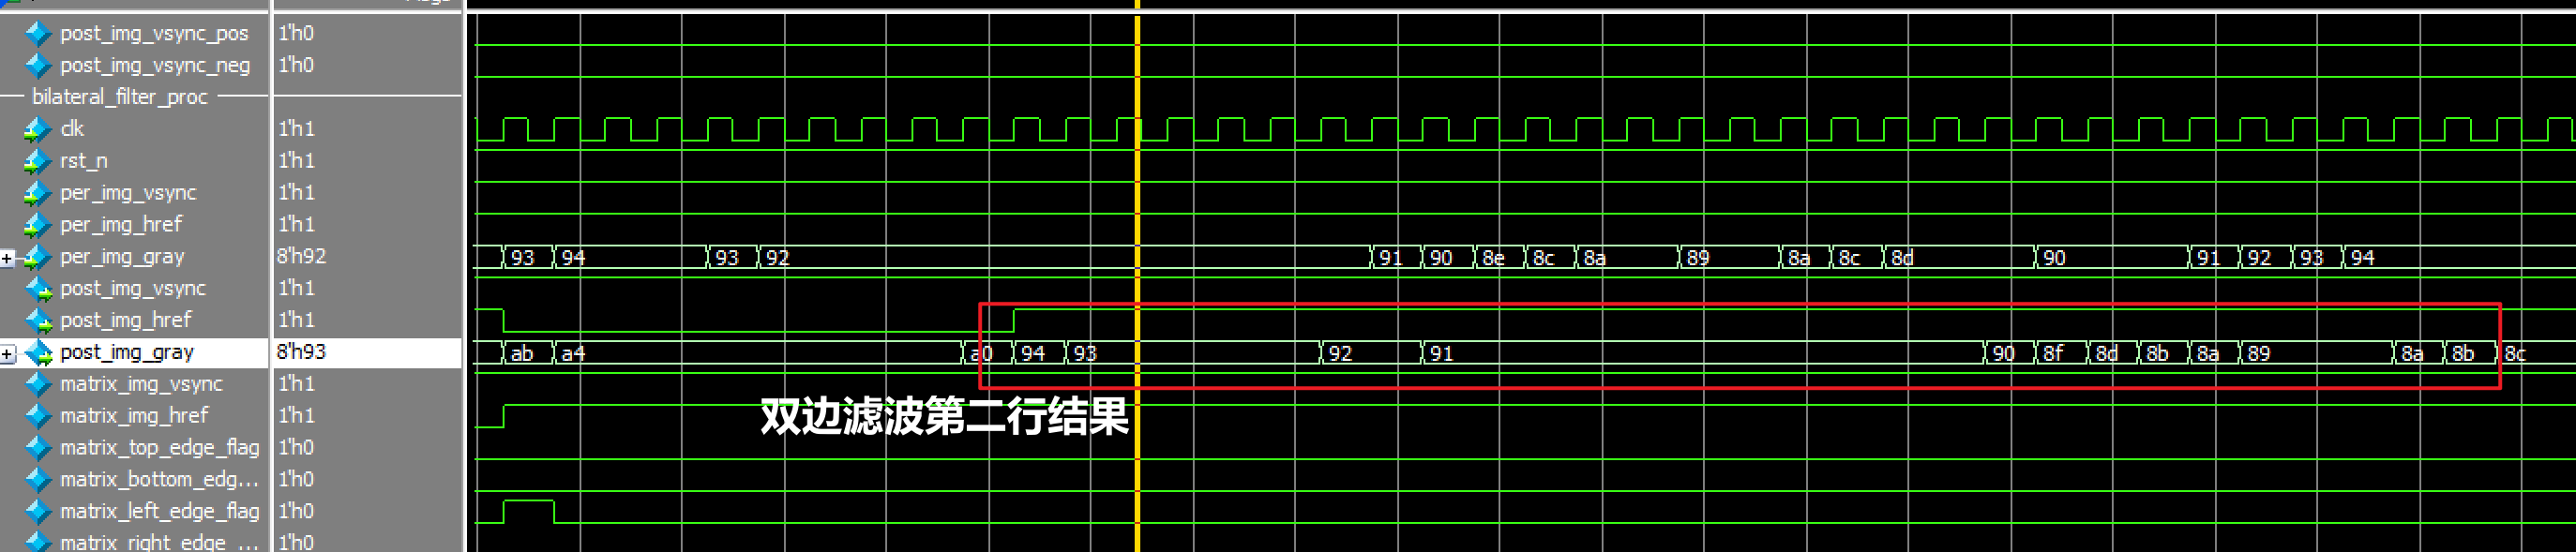 post_img_vsync_pos 1'h0
post_img_vsync_neg 1'h0
bilateral_filter_proc
clk 1'h1
rst_n 1'h1
per_img_vsync 1'h1
per_img_href 1'h1
per_img_gray 8'h92 93 94 93 92 91 90 8e 8c 8a 89 8a 8c 8d 90 91 92 93 94
post_img_vsync 1'h1
post_img_href 1'h1
post_img_gray 8'h93 ab a4 a0 94 93 92 91 90 8f 8d 8b 8a 89 8a 8b 8c
matrix_img_vsync 1'h1
matrix_img_href 1'h1
双边滤波第二行结果
matrix_top_edge_flag 1'h0
matrix_bottom_edg... 1'h0
matrix_left_edge_flag 1'h0
matrix_right_edge_... 1'h0